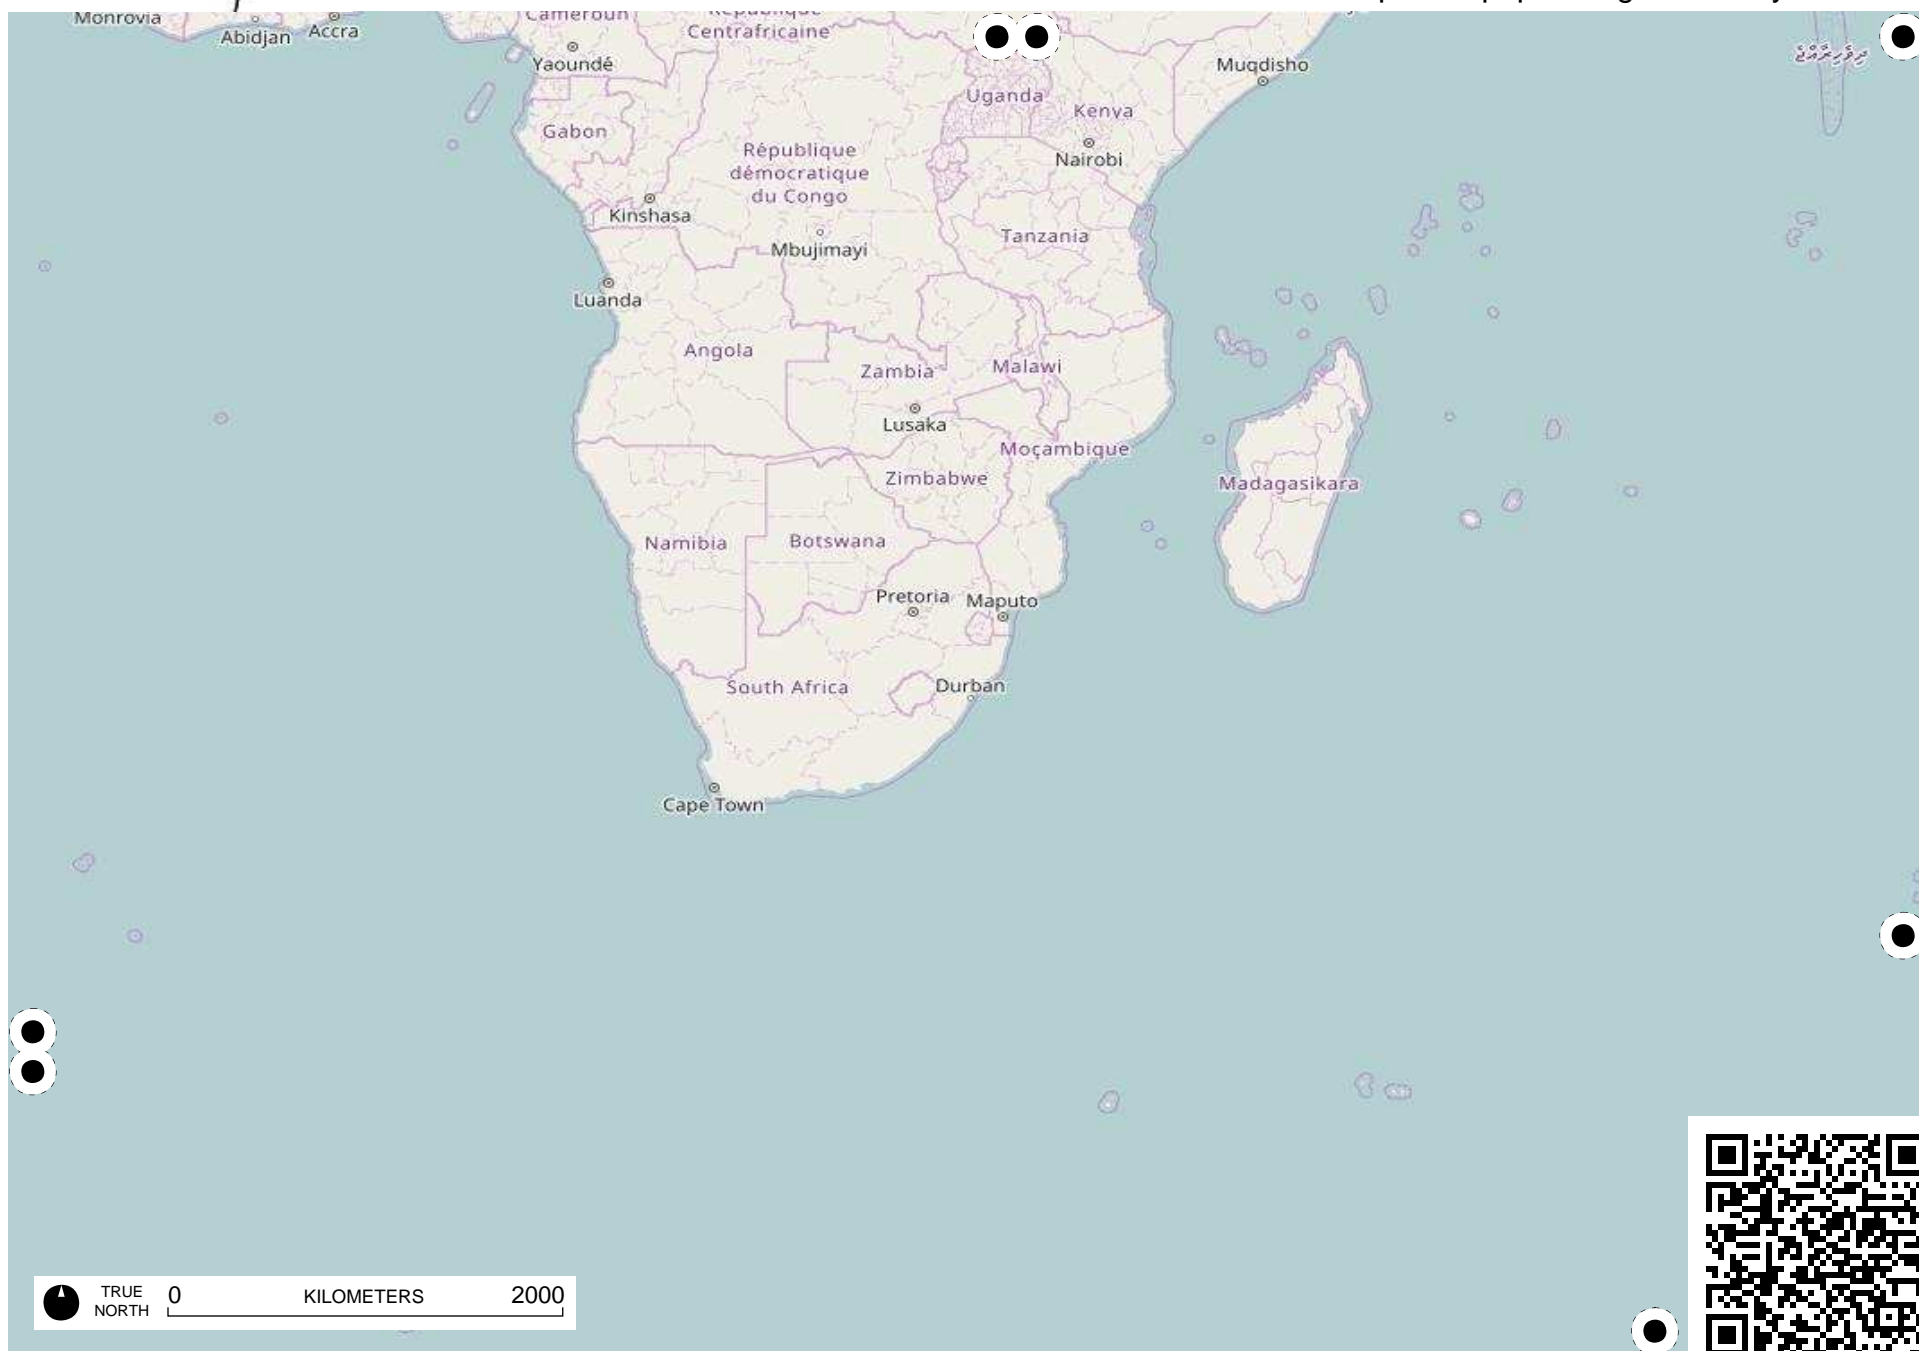 Monrovia
Abidjan
Accra
Cameroun
République
Centrafricaine
Yaoundé
Muqdisho
ދިވެހިރާއްޖެ
Uganda
Kenya
Gabon
République
démocratique
du Congo
Nairobi
Kinshasa
Tanzania
Mbujimayi
Luanda
Angola
Zambia
Malawi
Lusaka
Moçambique
Zimbabwe
Madagasikara
Namibia
Botswana
Pretoria
Maputo
South Africa
Durban
Cape Town
TRUE
NORTH
0
KILOMETERS
2000